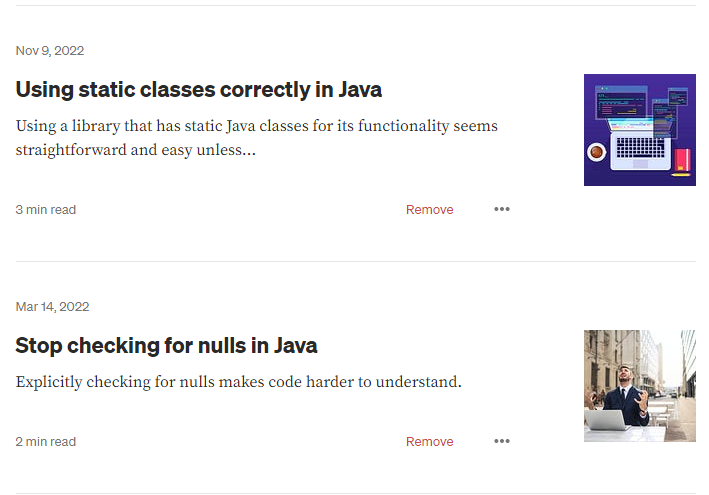 Nov 9, 2022
Using static classes correctly in Java
Using a library that has static Java classes for its functionality seems
straightforward and easy unless...
3 min read
Remove
Mar 14, 2022
Stop checking for nulls in Java
Explicitly checking for nulls makes code harder to understand.
2 min read
Remove